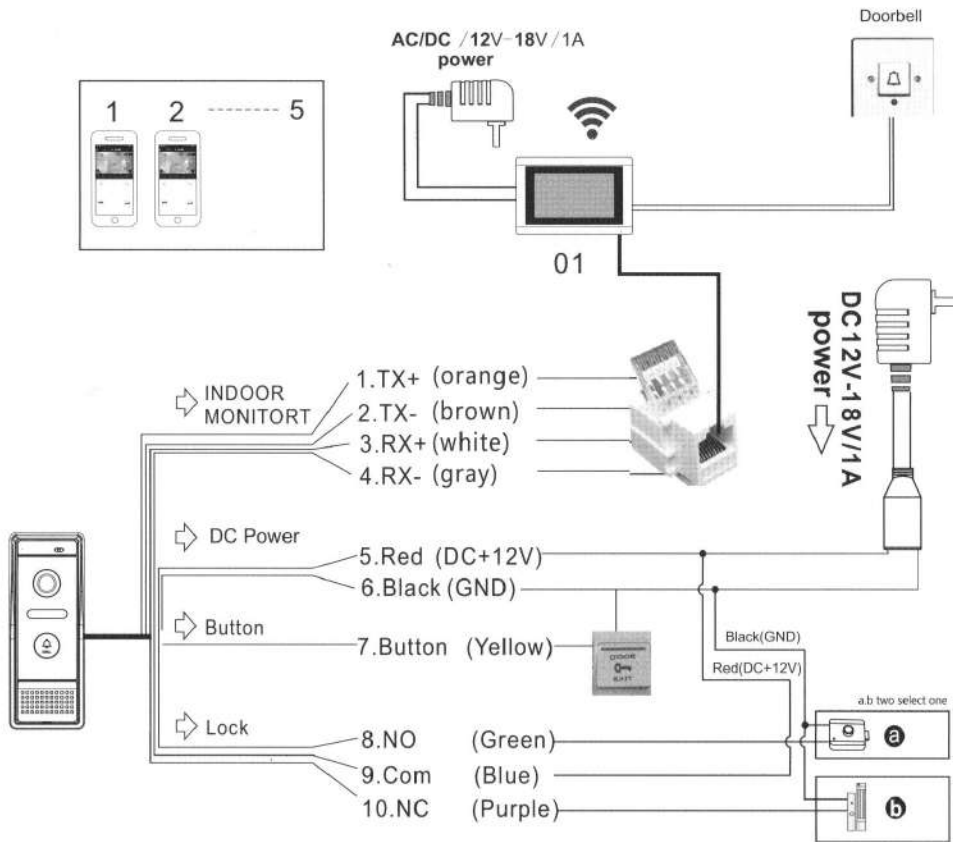 Doorbell
AC/DC /12V-18V/1A
power
1 2 ------- 5
01
DC12V-18V/1A
power
INDOOR
MONITORT
1.TX+ (orange)
2.TX- (brown)
3.RX+ (white)
4.RX- (gray)
DC Power
5.Red (DC+12V)
6.Black (GND)
Button
7.Button (Yellow)
DOOR
EXIT
Black(GND)
Red(DC+12V)
a.b two select one
Lock
8.NO (Green)
a
9.Com (Blue)
10.NC (Purple)
b